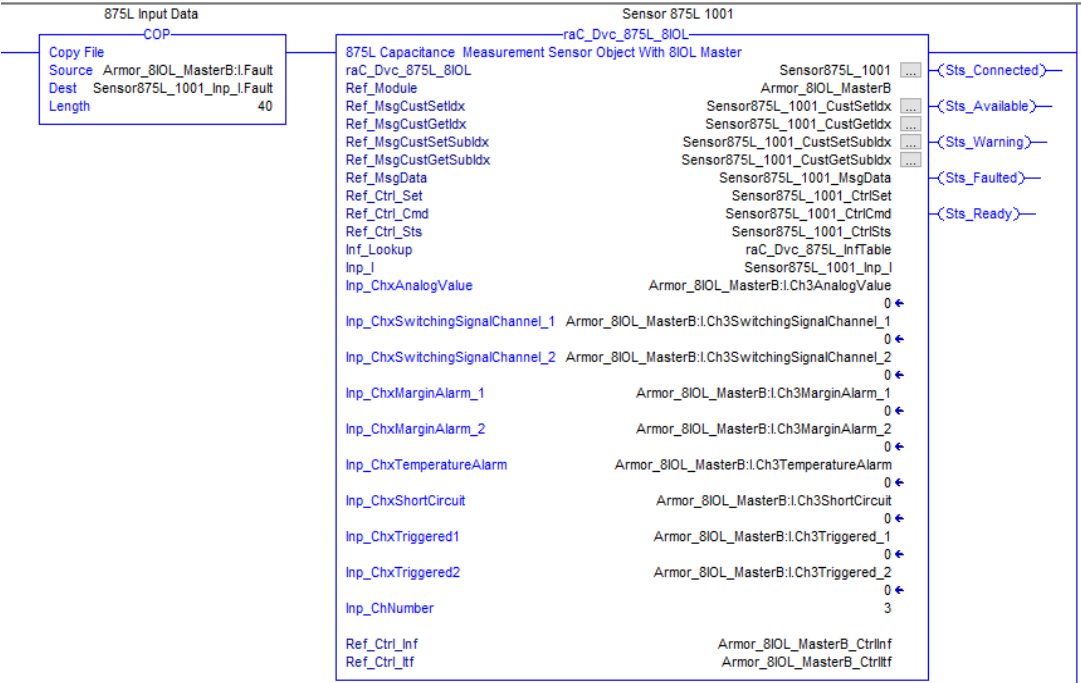 875L Input Data
COP
Copy File
Source Armor_8IOL_MasterB:I.Fault
Dest Sensor875L_1001_Inp_I.Fault
Length 40
Sensor 875L 1001
raC_Dvc_875L_8IOL
875L Capacitance Measurement Sensor Object With 8IOL Master
raC_Dvc_875L_8IOL Sensor875L_1001 ...
Ref_Module Armor_8IOL_MasterB
Ref_MsgCustSetIdx Sensor875L_1001_CustSetIdx ...
Ref_MsgCustGetIdx Sensor875L_1001_CustGetIdx ...
Ref_MsgCustSetSubIdx Sensor875L_1001_CustSetSubIdx ...
Ref_MsgCustGetSubIdx Sensor875L_1001_CustGetSubIdx ...
Ref_MsgData Sensor875L_1001_MsgData
Ref_Ctrl_Set Sensor875L_1001_CtrlSet
Ref_Ctrl_Cmd Sensor875L_1001_CtrlCmd
Ref_Ctrl_Sts Sensor875L_1001_CtrlSts
Inf_Lookup raC_Dvc_875L_InfTable
Inp_I Sensor875L_1001_Inp_I
Inp_ChxAnalogValue Armor_8IOL_MasterB:I.Ch3AnalogValue
0
Inp_ChxSwitchingSignalChannel_1 Armor_8IOL_MasterB:I.Ch3SwitchingSignalChannel_1
0
Inp_ChxSwitchingSignalChannel_2 Armor_8IOL_MasterB:I.Ch3SwitchingSignalChannel_2
0
Inp_ChxMarginAlarm_1 Armor_8IOL_MasterB:I.Ch3MarginAlarm_1
0
Inp_ChxMarginAlarm_2 Armor_8IOL_MasterB:I.Ch3MarginAlarm_2
0
Inp_ChxTemperatureAlarm Armor_8IOL_MasterB:I.Ch3TemperatureAlarm
0
Inp_ChxShortCircuit Armor_8IOL_MasterB:I.Ch3ShortCircuit
0
Inp_ChxTriggered1 Armor_8IOL_MasterB:I.Ch3Triggered_1
0
Inp_ChxTriggered2 Armor_8IOL_MasterB:I.Ch3Triggered_2
0
Inp_ChNumber 3
Ref_Ctrl_Inf Armor_8IOL_MasterB_CtrlInf
Ref_Ctrl_Itf Armor_8IOL_MasterB_CtrlItf
(Sts_Connected)
(Sts_Available)
(Sts_Warning)
(Sts_Faulted)
(Sts_Ready)